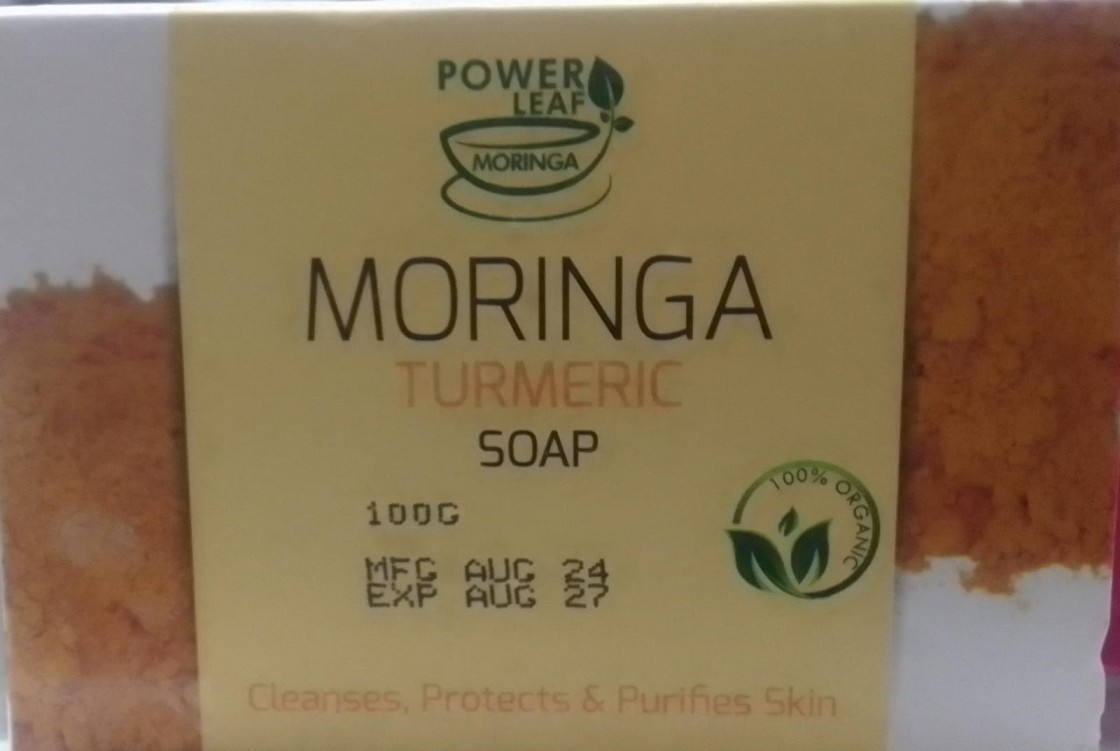 POWER
LEAF
MORINGA
MORINGA
TURMERIC
SOAP
100G
100% ORGANIC
MFG AUG 24
EXP AUG 27
Cleanses, Protects & Purifies Skin